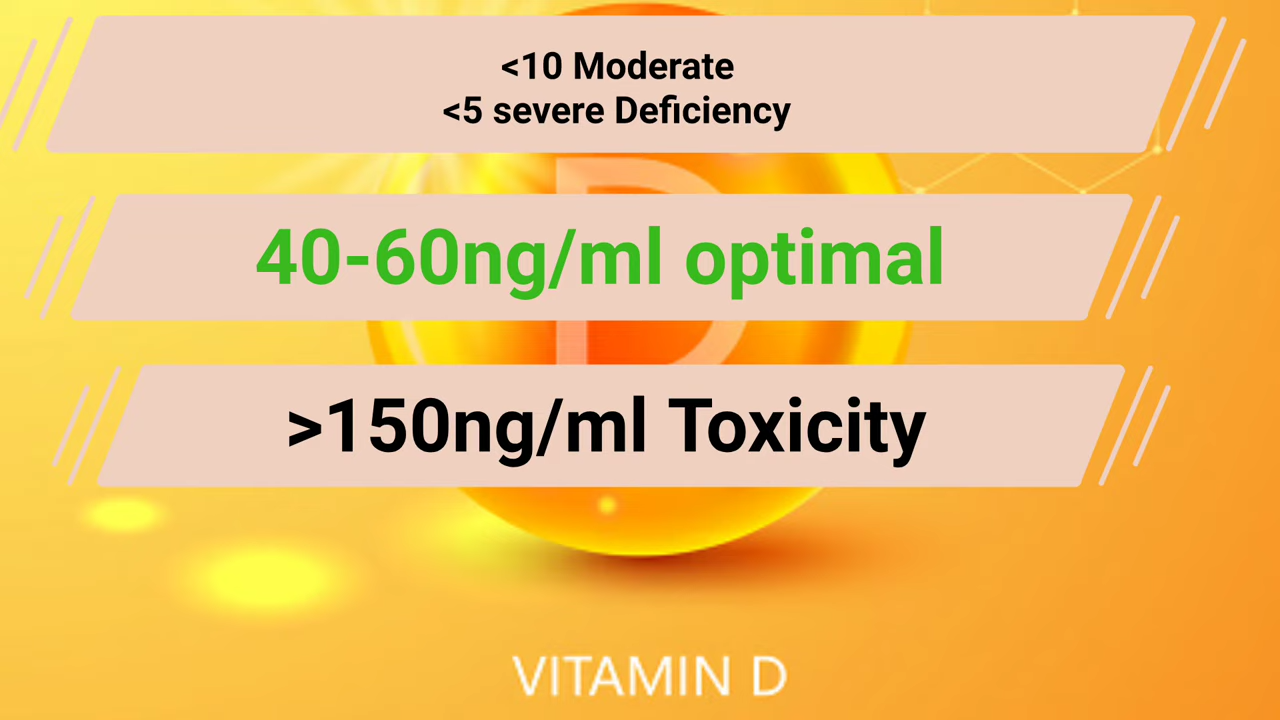 <10 Moderate
<5 severe Deficiency
40-60ng/ml optimal
>150ng/ml Toxicity
D
VITAMIN D